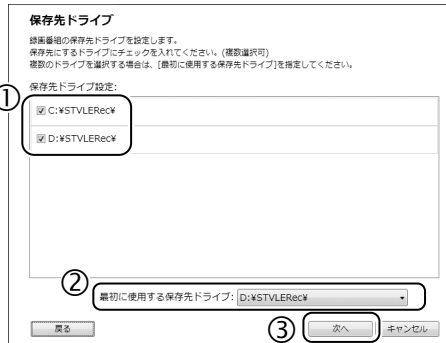 保存先ドライブ
録画番組の保存先ドライブを設定します。
保存先にするドライブにチェックを入れてください。(複数選択可)
複数のドライブを選択する場合は、[最初に使用する保存先ドライブ]を指定してください。
保存先ドライブ設定:
①
C:¥STVLERec¥
D:¥STVLERec¥
②
最初に使用する保存先ドライブ: D:¥STVLERec¥
戻る ③ 次へ キャンセル